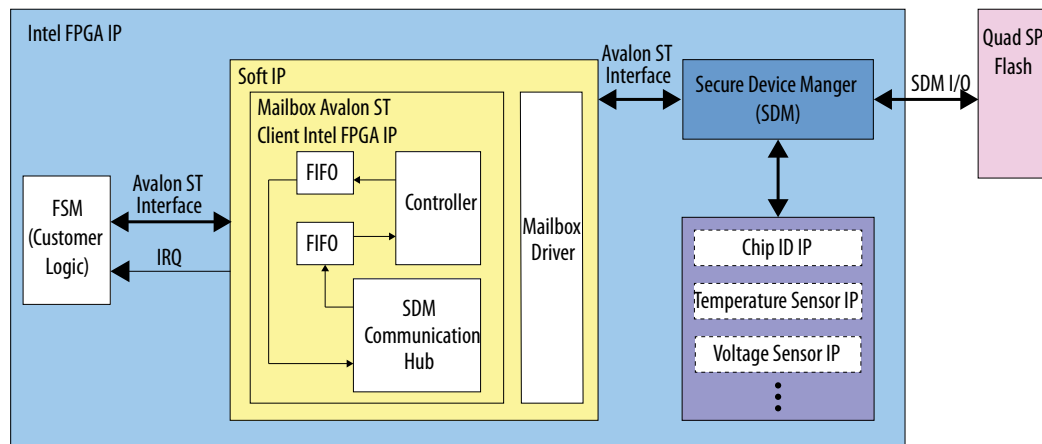 Intel FPGA IP
Soft IP
Mailbox Avalon ST
Client Intel FPGA IP
FIFO
Controller
FIFO
SDM
Communication
Hub
Mailbox
Driver
FSM
(Customer
Logic)
Avalon ST
Interface
IRQ
Avalon ST
Interface
Secure Device Manger
(SDM)
SDM I/O
Quad SP
Flash
Chip ID IP
Temperature Sensor IP
Voltage Sensor IP